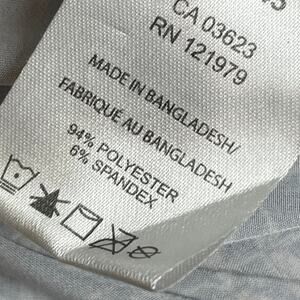 CA 03623
RN 121979
MADE IN BANGLADESH/
FABRIQUÉ AU BANGLADESH
94% POLYESTER
6% SPANDEX